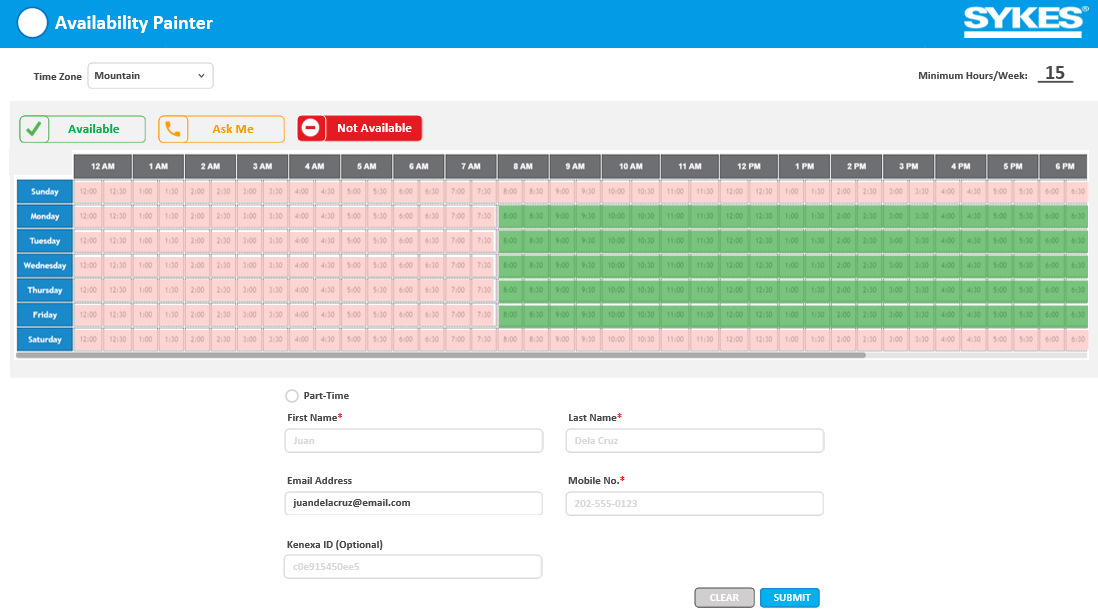 Availability Painter SYKES®
Time Zone Mountain Minimum Hours/Week: 15
Available Ask Me Not Available
12 AM 1 AM 2 AM 3 AM 4 AM 5 AM 6 AM 7 AM 8 AM 9 AM 10 AM 11 AM 12 PM 1 PM 2 PM 3 PM 4 PM 5 PM 6 PM
Sunday 12:00 12:30 1:00 1:30 2:00 2:30 3:00 3:30 4:00 4:30 5:00 5:30 6:00 6:30 7:00 7:30 8:00 8:30 9:00 9:30 10:00 10:30 11:00 11:30 12:00 12:30 1:00 1:30 2:00 2:30 3:00 3:30 4:00 4:30 5:00 5:30 6:00 6:30
Monday 12:00 12:30 1:00 1:30 2:00 2:30 3:00 3:30 4:00 4:30 5:00 5:30 6:00 6:30 7:00 7:30 8:00 8:30 9:00 9:30 10:00 10:30 11:00 11:30 12:00 12:30 1:00 1:30 2:00 2:30 3:00 3:30 4:00 4:30 5:00 5:30 6:00 6:30
Tuesday 12:00 12:30 1:00 1:30 2:00 2:30 3:00 3:30 4:00 4:30 5:00 5:30 6:00 6:30 7:00 7:30 8:00 8:30 9:00 9:30 10:00 10:30 11:00 11:30 12:00 12:30 1:00 1:30 2:00 2:30 3:00 3:30 4:00 4:30 5:00 5:30 6:00 6:30
Wednesday 12:00 12:30 1:00 1:30 2:00 2:30 3:00 3:30 4:00 4:30 5:00 5:30 6:00 6:30 7:00 7:30 8:00 8:30 9:00 9:30 10:00 10:30 11:00 11:30 12:00 12:30 1:00 1:30 2:00 2:30 3:00 3:30 4:00 4:30 5:00 5:30 6:00 6:30
Thursday 12:00 12:30 1:00 1:30 2:00 2:30 3:00 3:30 4:00 4:30 5:00 5:30 6:00 6:30 7:00 7:30 8:00 8:30 9:00 9:30 10:00 10:30 11:00 11:30 12:00 12:30 1:00 1:30 2:00 2:30 3:00 3:30 4:00 4:30 5:00 5:30 6:00 6:30
Friday 12:00 12:30 1:00 1:30 2:00 2:30 3:00 3:30 4:00 4:30 5:00 5:30 6:00 6:30 7:00 7:30 8:00 8:30 9:00 9:30 10:00 10:30 11:00 11:30 12:00 12:30 1:00 1:30 2:00 2:30 3:00 3:30 4:00 4:30 5:00 5:30 6:00 6:30
Saturday 12:00 12:30 1:00 1:30 2:00 2:30 3:00 3:30 4:00 4:30 5:00 5:30 6:00 6:30 7:00 7:30 8:00 8:30 9:00 9:30 10:00 10:30 11:00 11:30 12:00 12:30 1:00 1:30 2:00 2:30 3:00 3:30 4:00 4:30 5:00 5:30 6:00 6:30
Part-Time
First Name* Last Name*
Juan Dela Cruz
Email Address Mobile No.*
juandelacruz@email.com 202-555-0123
Kenexa ID (Optional)
c0e915450ee5
CLEAR SUBMIT